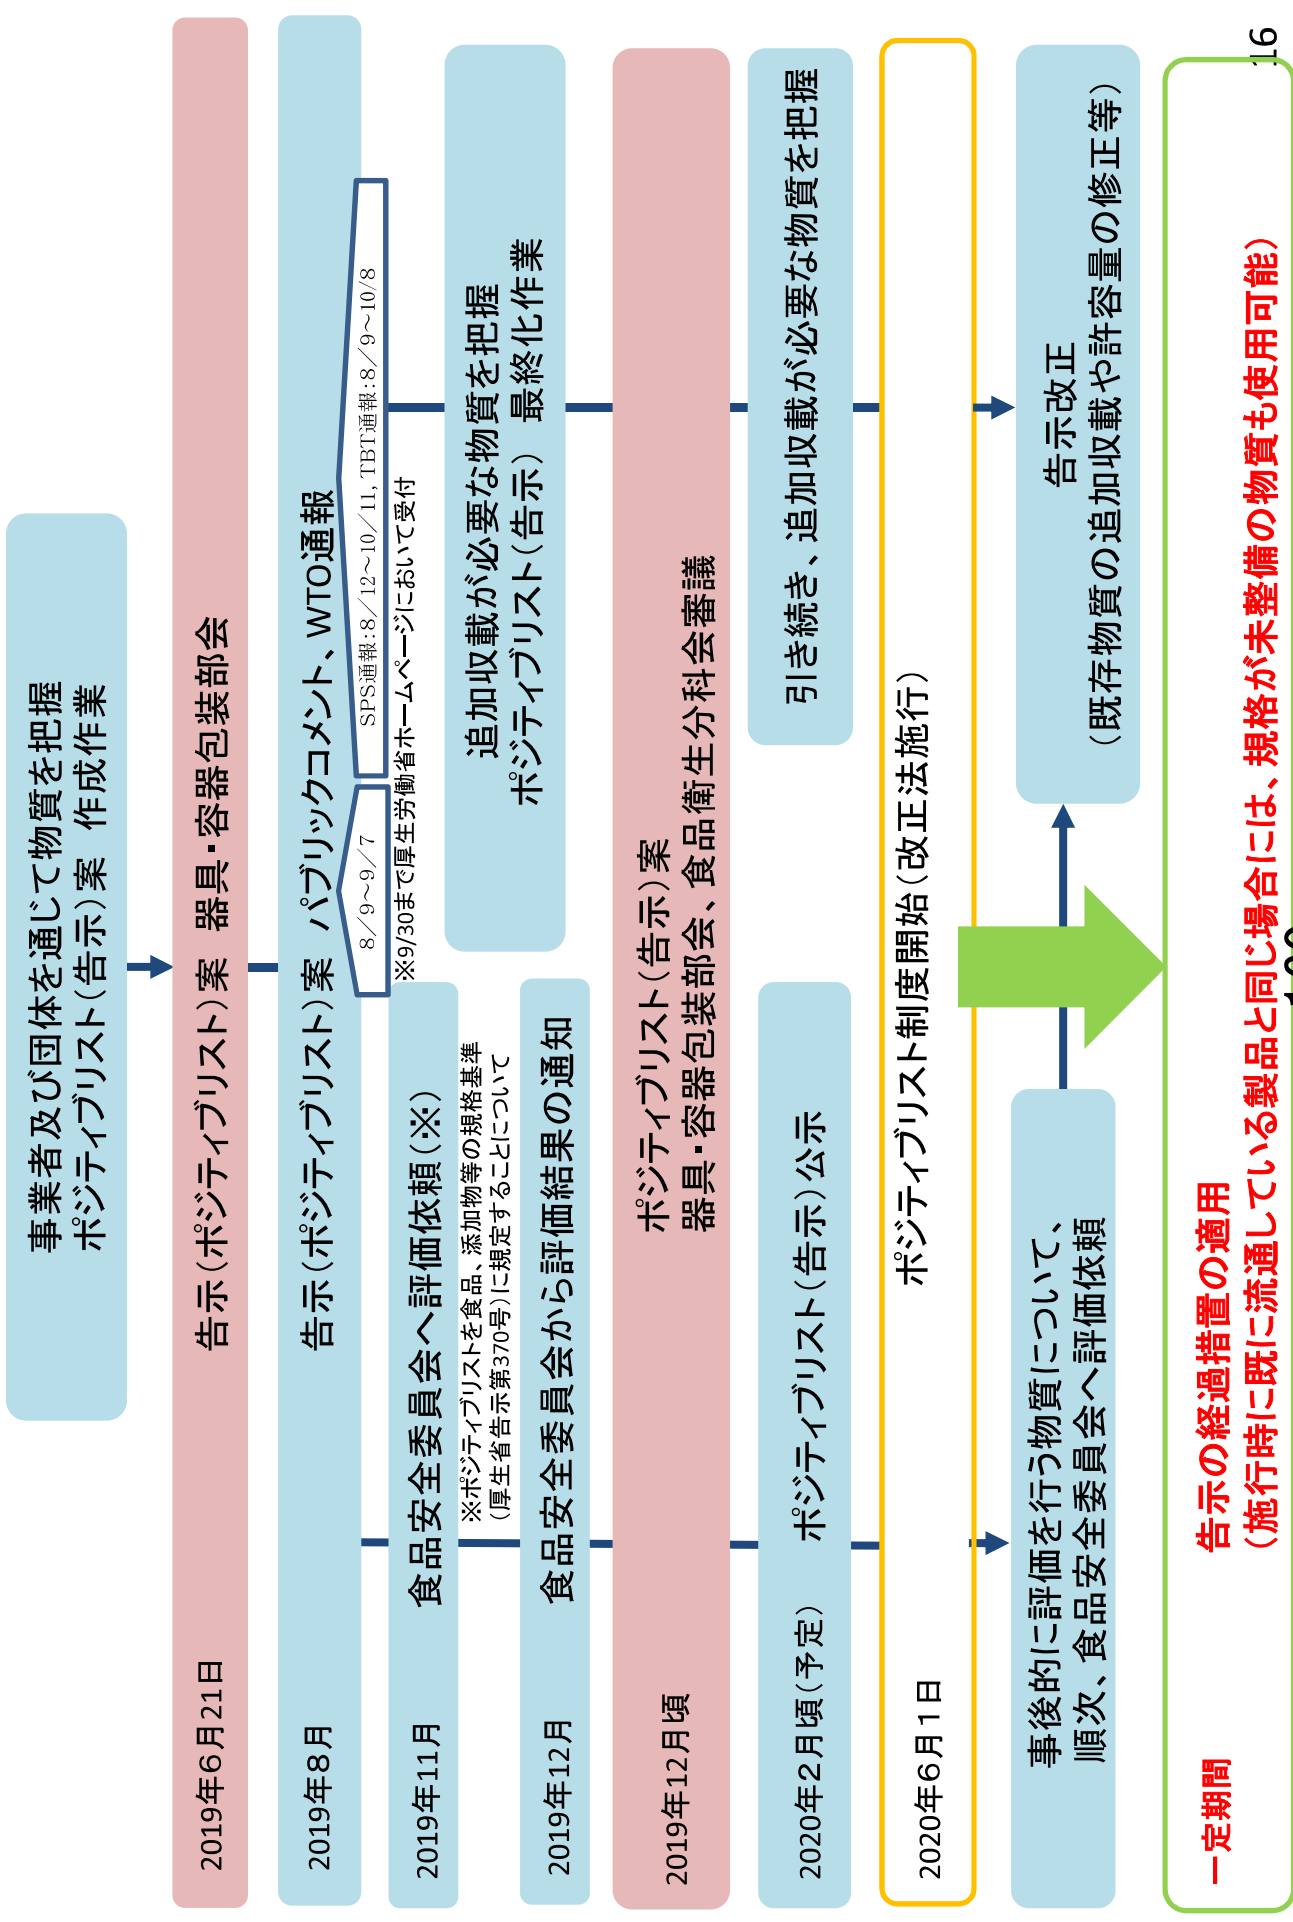 事業者及び団体を通じて物質を把握
ポジティブリスト（告示）案　作成作業
2019年６月21日
告示（ポジティブリスト）案　器具・容器包装部会
2019年８月
告示（ポジティブリスト）案　パブリックコメント、WTO通報
８／９～９／７
SPS通報：８／12～10／11，TBT通報：８／９～10/８
※9/30まで厚生労働省ホームページにおいて受付
2019年11月
食品安全委員会へ評価依頼（※）
※ポジティブリストを食品、添加物等の規格基準
（厚生省告示第370号）に規定することについて
追加収載が必要な物質を把握
ポジティブリスト（告示）　最終化作業
2019年12月
食品安全委員会から評価結果の通知
2019年12月頃
ポジティブリスト（告示）案
器具・容器包装部会、食品衛生分科会審議
2020年２月頃（予定）
ポジティブリスト（告示）公示
引き続き、追加収載が必要な物質を把握
2020年６月１日
ポジティブリスト制度開始（改正法施行）
事後的に評価を行う物質について、
順次、食品安全委員会へ評価依頼
告示改正
（既存物質の追加収載や許容量の修正等）
一定期間
告示の経過措置の適用
（施行時に既に流通している製品と同じ場合には、規格が未整備の物質も使用可能）
16